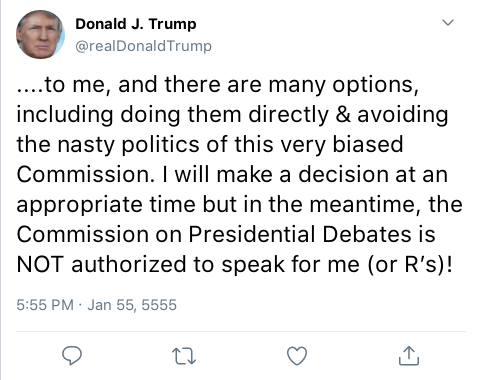 Donald J. Trump
@realDonaldTrump
....to me, and there are many options,
including doing them directly & avoiding
the nasty politics of this very biased
Commission. I will make a decision at an
appropriate time but in the meantime, the
Commission on Presidential Debates is
NOT authorized to speak for me (or R's)!
5:55 PM · Jan 55, 5555